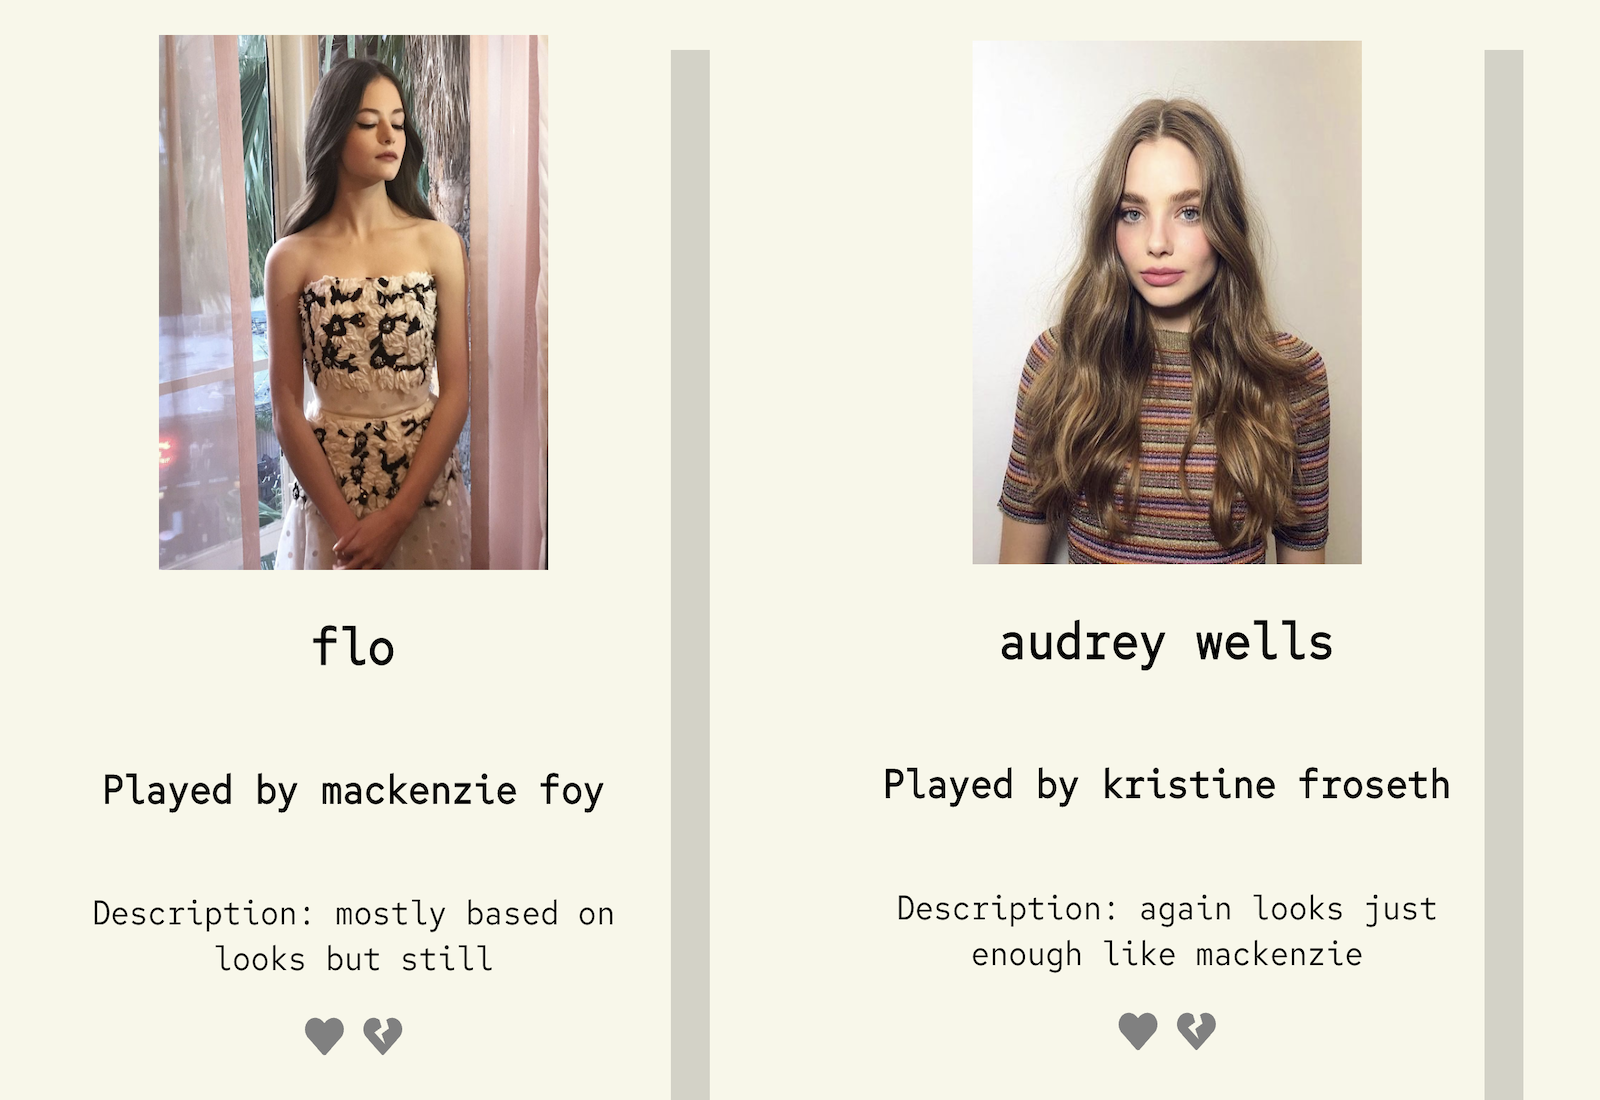 flo
Played by mackenzie foy
Description: mostly based on
looks but still
audrey wells
Played by kristine froseth
Description: again looks just
enough like mackenzie